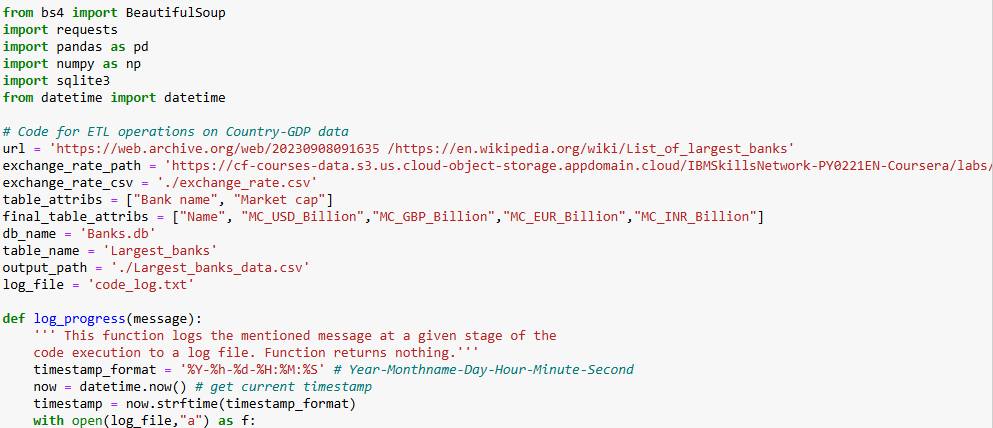 from bs4 import BeautifulSoup
import requests
import pandas as pd
import numpy as np
import sqlite3
from datetime import datetime

# Code for ETL operations on Country-GDP data
url = 'https://web.archive.org/web/20230908091635 /https://en.wikipedia.org/wiki/List_of_largest_banks'
exchange_rate_path = 'https://cf-courses-data.s3.us.cloud-object-storage.appdomain.cloud/IBMSkillsNetwork-PY0221EN-Coursera/labs/
exchange_rate_csv = './exchange_rate.csv'
table_attribs = ["Bank name", "Market cap"]
final_table_attribs = ["Name", "MC_USD_Billion","MC_GBP_Billion","MC_EUR_Billion","MC_INR_Billion"]
db_name = 'Banks.db'
table_name = 'Largest_banks'
output_path = './Largest_banks_data.csv'
log_file = 'code_log.txt'

def log_progress(message):
    ''' This function logs the mentioned message at a given stage of the
    code execution to a log file. Function returns nothing.'''
    timestamp_format = '%Y-%h-%d-%H:%M:%S' # Year-Monthname-Day-Hour-Minute-Second
    now = datetime.now() # get current timestamp
    timestamp = now.strftime(timestamp_format)
    with open(log_file,"a") as f: